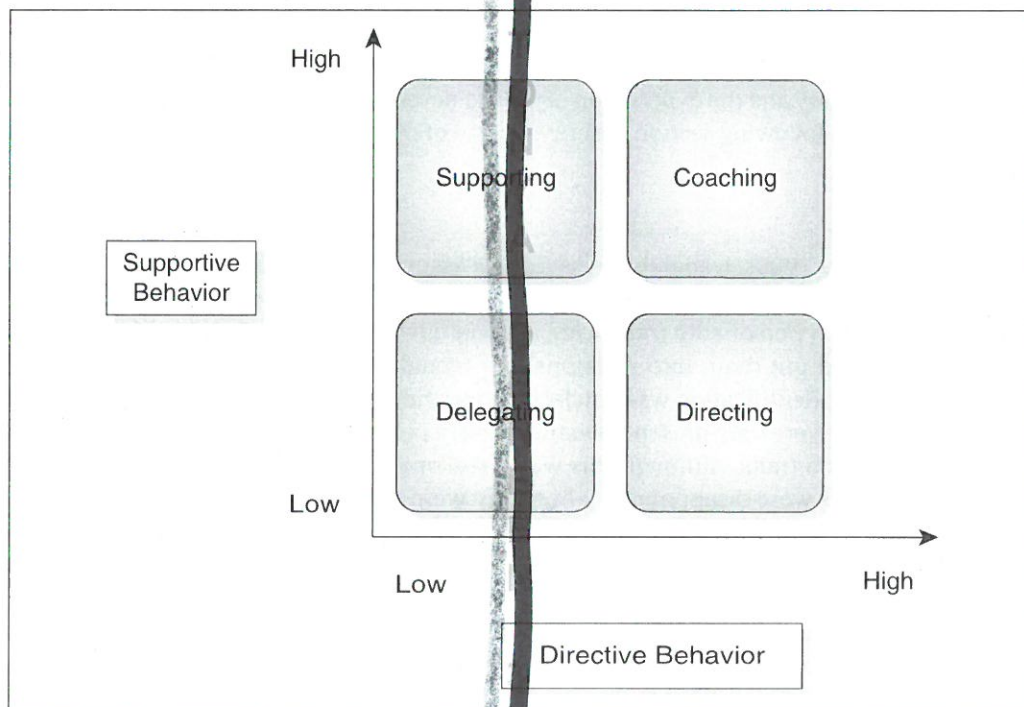 High
Supporting
Coaching
Supportive
Behavior
Delegating
Directing
Low
Low
High
Directive Behavior